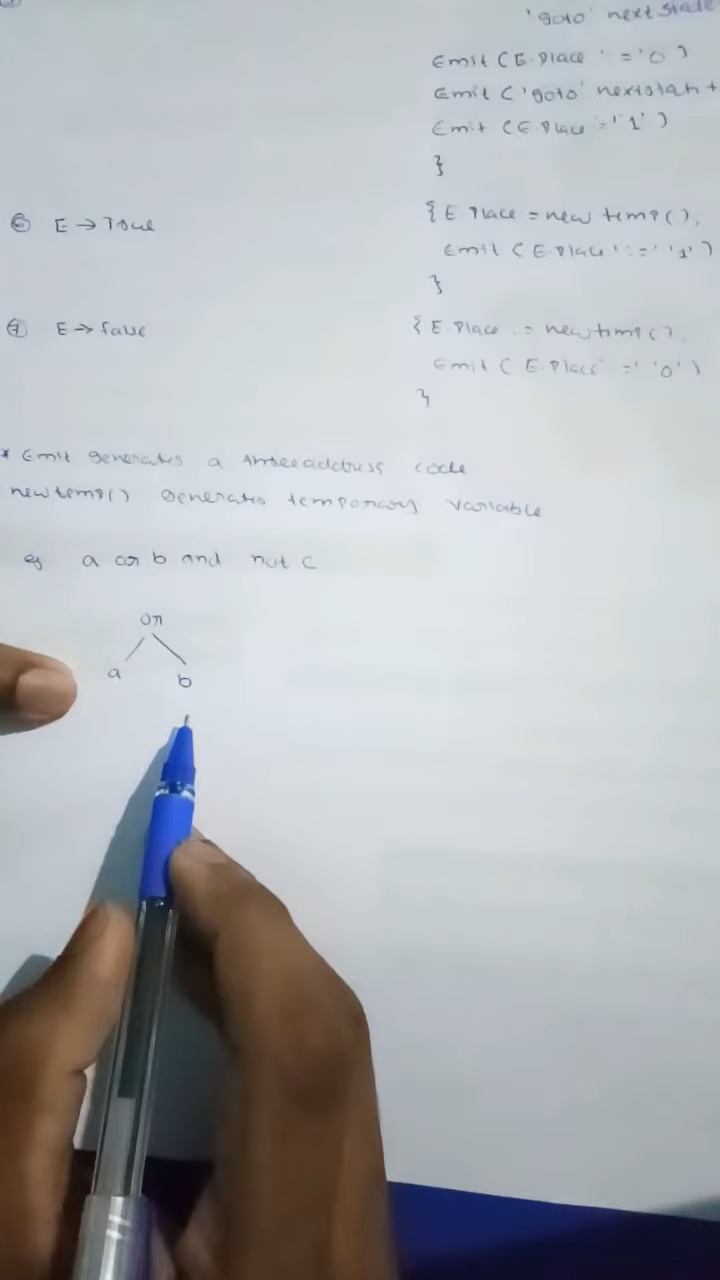 'goto' next state
Emit (E.Place ':='0')
Emit ('goto' nextstat +
Emit (E.Place ':=''1')
}
⑥ E → True {E Place = new temp(),
Emit (E.Place ':=' '1')
}
⑦ E → false {E.Place := newtemp()
Emit (E.Place ':=' '0')
}
* Emit generates a three address code
newtemp() generates temporary variable
eg a or b and not c
or
a b